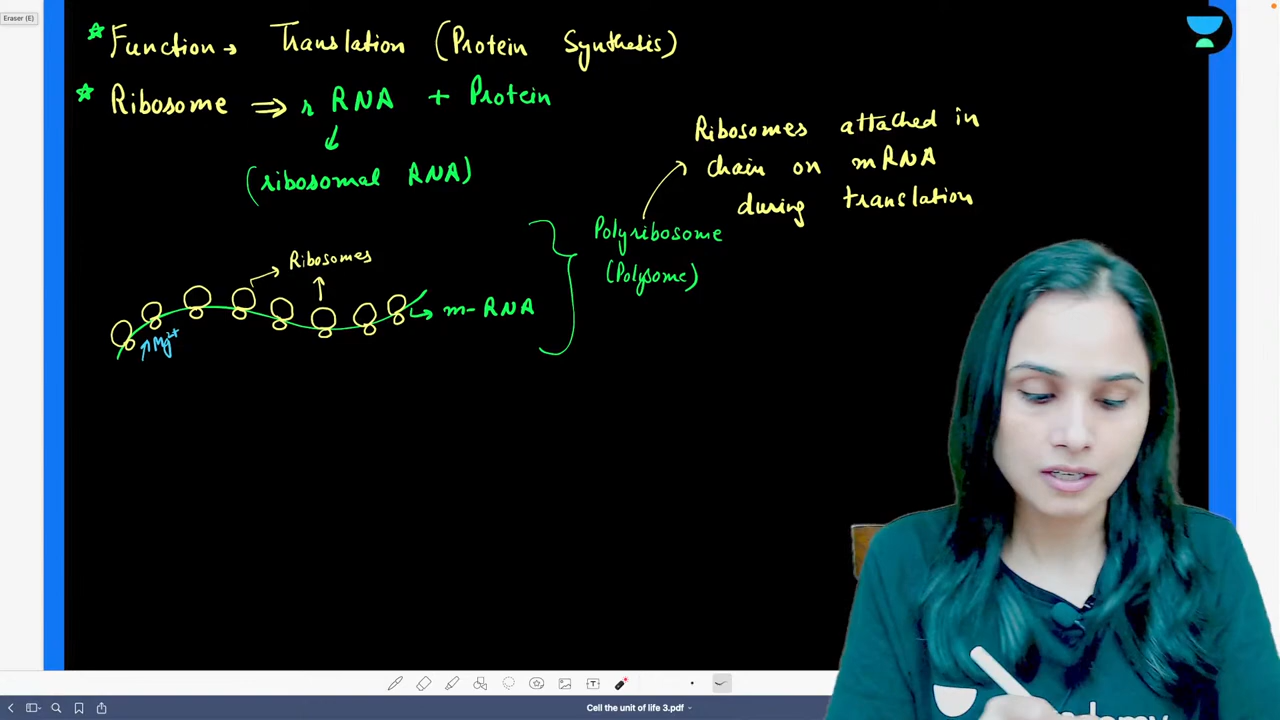 Eraser (E)
* Function → Translation (Protein Synthesis)
* Ribosome ⇒ r RNA + Protein
(ribosomal RNA)
Ribosomes attached in
chain on mRNA
during translation
Polyribosome
(Polysome)
Ribosomes
m-RNA
↑Mg²⁺
Cell the unit of life 3.pdf